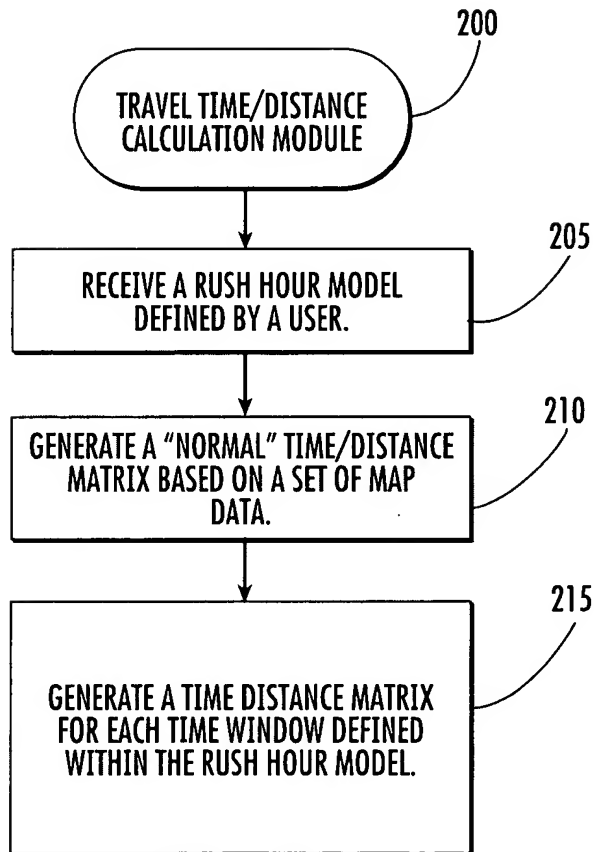 200
TRAVEL TIME/DISTANCE
CALCULATION MODULE
205
RECEIVE A RUSH HOUR MODEL
DEFINED BY A USER.
210
GENERATE A "NORMAL" TIME/DISTANCE
MATRIX BASED ON A SET OF MAP
DATA.
215
GENERATE A TIME DISTANCE MATRIX
FOR EACH TIME WINDOW DEFINED
WITHIN THE RUSH HOUR MODEL.